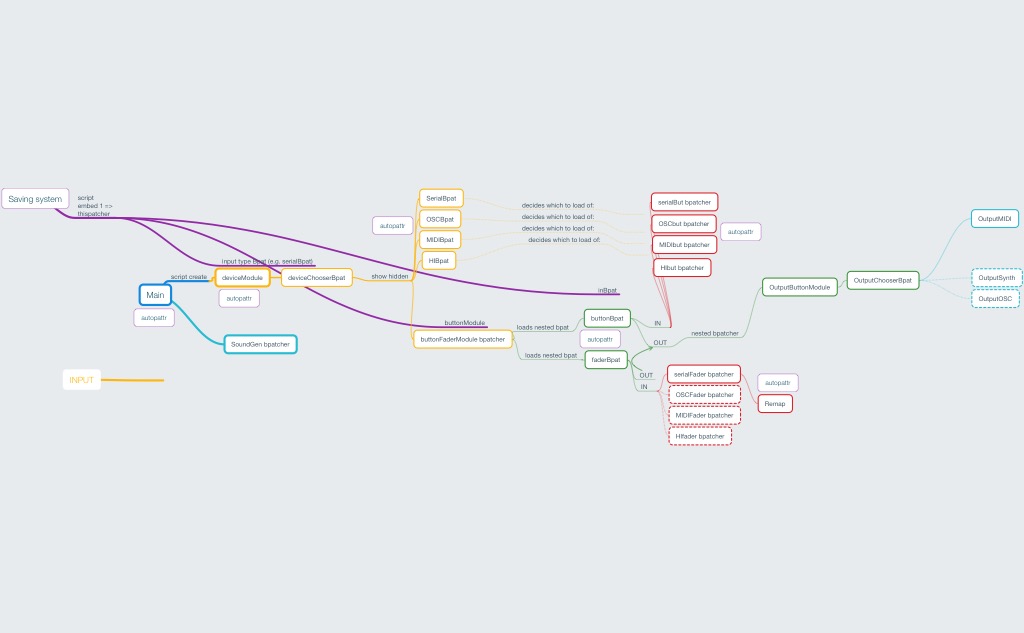 Saving system
script
embed 1 =>
thispatcher
input type Bpat (e.g. serialBpat)
script create
deviceModule
deviceChooserBpat
show hidden
Main
autopattr
autopattr
SoundGen bpatcher
INPUT
autopattr
SerialBpat
OSCBpat
MIDIBpat
HIBpat
decides which to load of:
decides which to load of:
decides which to load of:
decides which to load of:
serialBut bpatcher
OSCbut bpatcher
MIDIbut bpatcher
HIbut bpatcher
autopattr
inBpat
buttonModule
buttonFaderModule bpatcher
loads nested bpat
loads nested bpat
buttonBpat
autopattr
faderBpat
IN
OUT
nested bpatcher
OUT
IN
serialFader bpatcher
OSCFader bpatcher
MIDIFader bpatcher
HIfader bpatcher
autopattr
Remap
OutputButtonModule
OutputChooserBpat
OutputMIDI
OutputSynth
OutputOSC